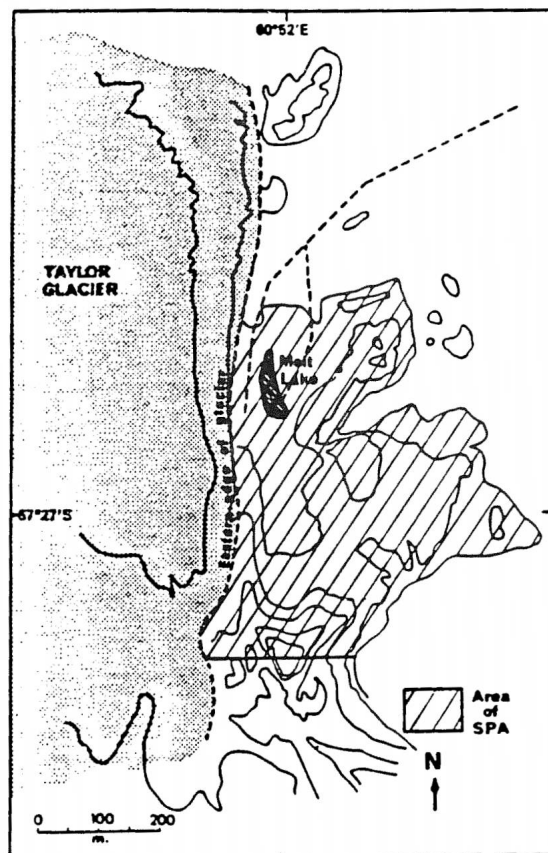 60°52'E
TAYLOR
GLACIER
Melt
Lake
Eastern edge of glacier
67°27'S
Area
of
SPA
N
0 100 200
m.